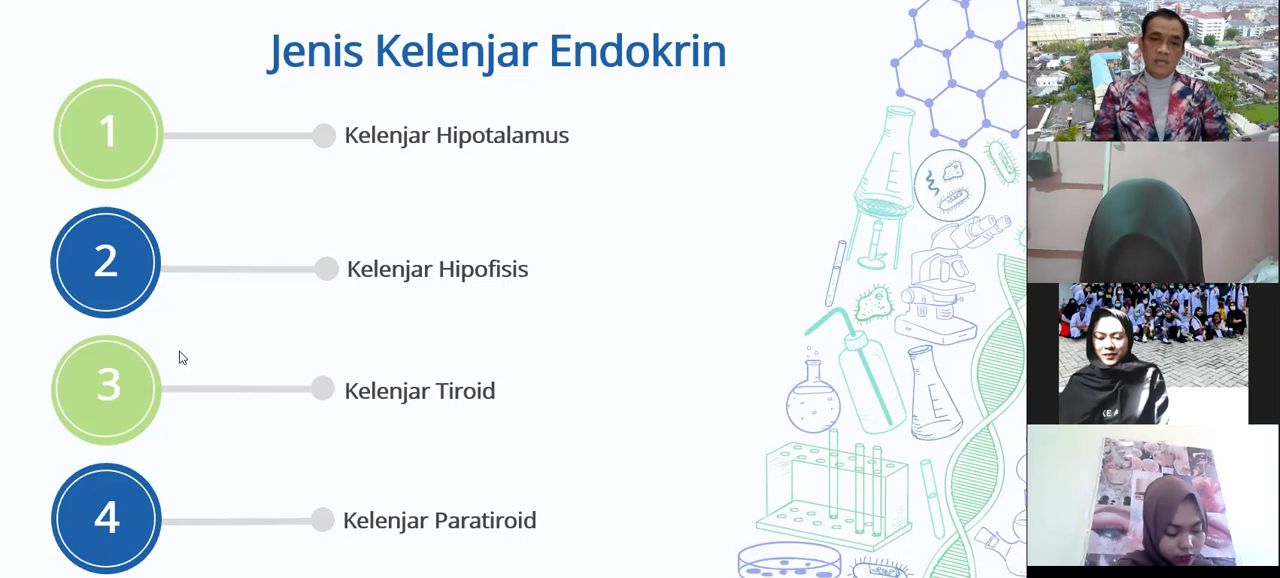 Jenis Kelenjar Endokrin
1
Kelenjar Hipotalamus
2
Kelenjar Hipofisis
3
Kelenjar Tiroid
4
Kelenjar Paratiroid